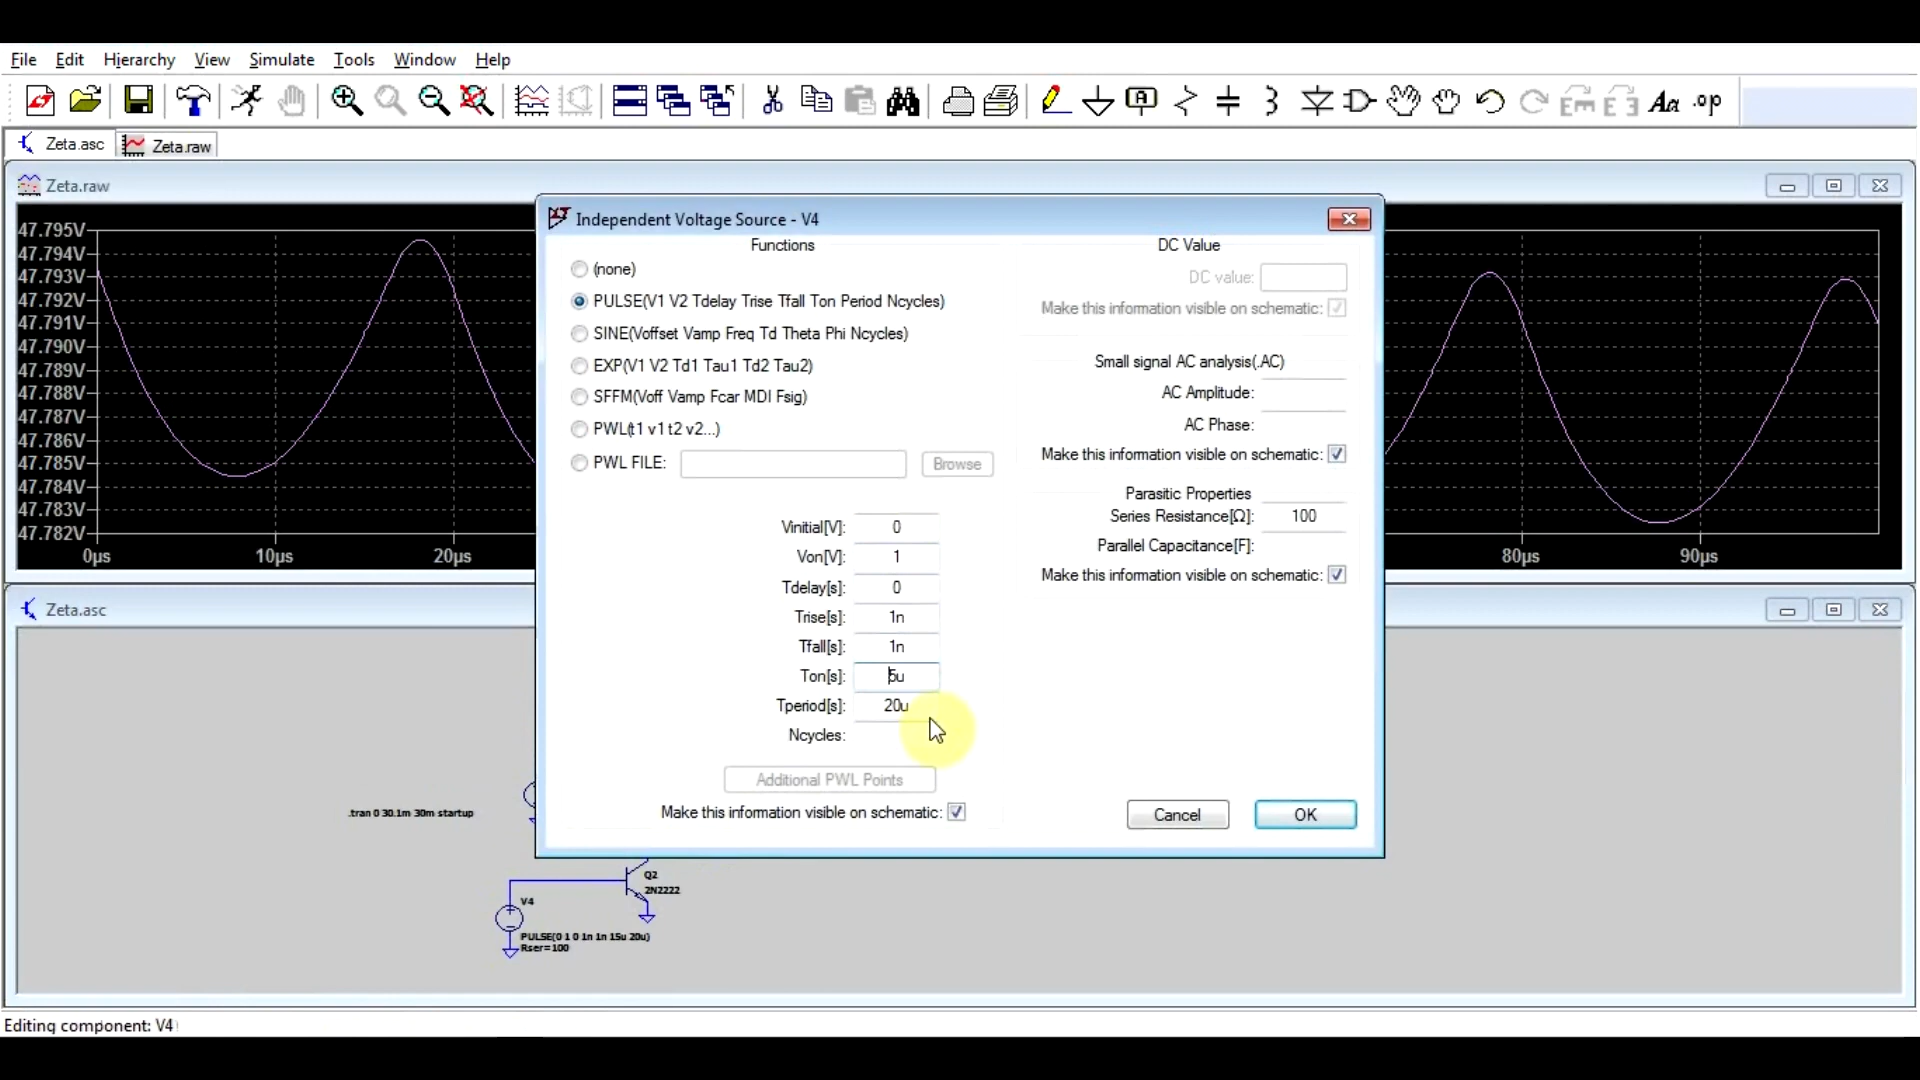 File Edit Hierarchy View Simulate Tools Window Help
A Aa .op
Zeta.asc Zeta.raw
Zeta.raw
47.795V
47.794V
47.793V
47.792V
47.791V
47.790V
47.789V
47.788V
47.787V
47.786V
47.785V
47.784V
47.783V
47.782V
0µs 10µs 20µs 80µs 90µs
Independent Voltage Source - V4
Functions
(none)
PULSE(V1 V2 Tdelay Trise Tfall Ton Period Ncycles)
SINE(Voffset Vamp Freq Td Theta Phi Ncycles)
EXP(V1 V2 Td1 Tau1 Td2 Tau2)
SFFM(Voff Vamp Fcar MDI Fsig)
PWL(t1 v1 t2 v2...)
PWL FILE: Browse
Vinitial[V]: 0
Von[V]: 1
Tdelay[s]: 0
Trise[s]: 1n
Tfall[s]: 1n
Ton[s]: 5u
Tperiod[s]: 20u
Ncycles:
Additional PWL Points
Make this information visible on schematic:
DC Value
DC value:
Make this information visible on schematic:
Small signal AC analysis(.AC)
AC Amplitude:
AC Phase:
Make this information visible on schematic:
Parasitic Properties
Series Resistance[Ω]: 100
Parallel Capacitance[F]:
Make this information visible on schematic:
Cancel OK
Zeta.asc
.tran 0 30.1m 30m startup
Q2
2N2222
V4
PULSE(0 1 0 1n 1n 15u 20u)
Rser=100
Editing component: V4